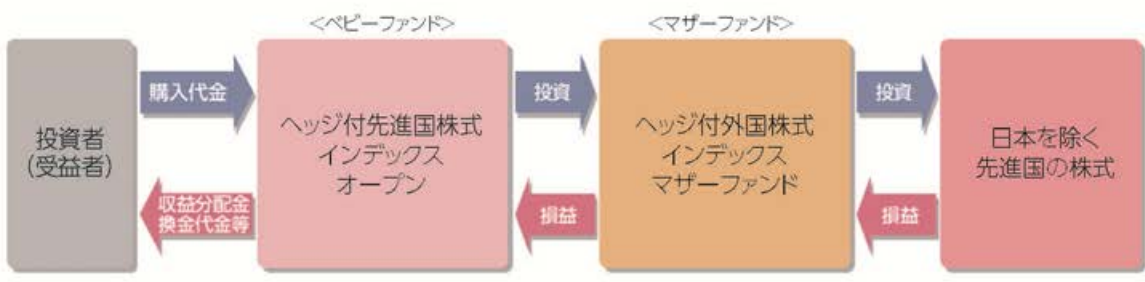 <ベビーファンド>
<マザーファンド>
投資者
(受益者)
購入代金
収益分配金
換金代金等
ヘッジ付先進国株式
インデックス
オープン
投資
損益
ヘッジ付外国株式
インデックス
マザーファンド
投資
損益
日本を除く
先進国の株式